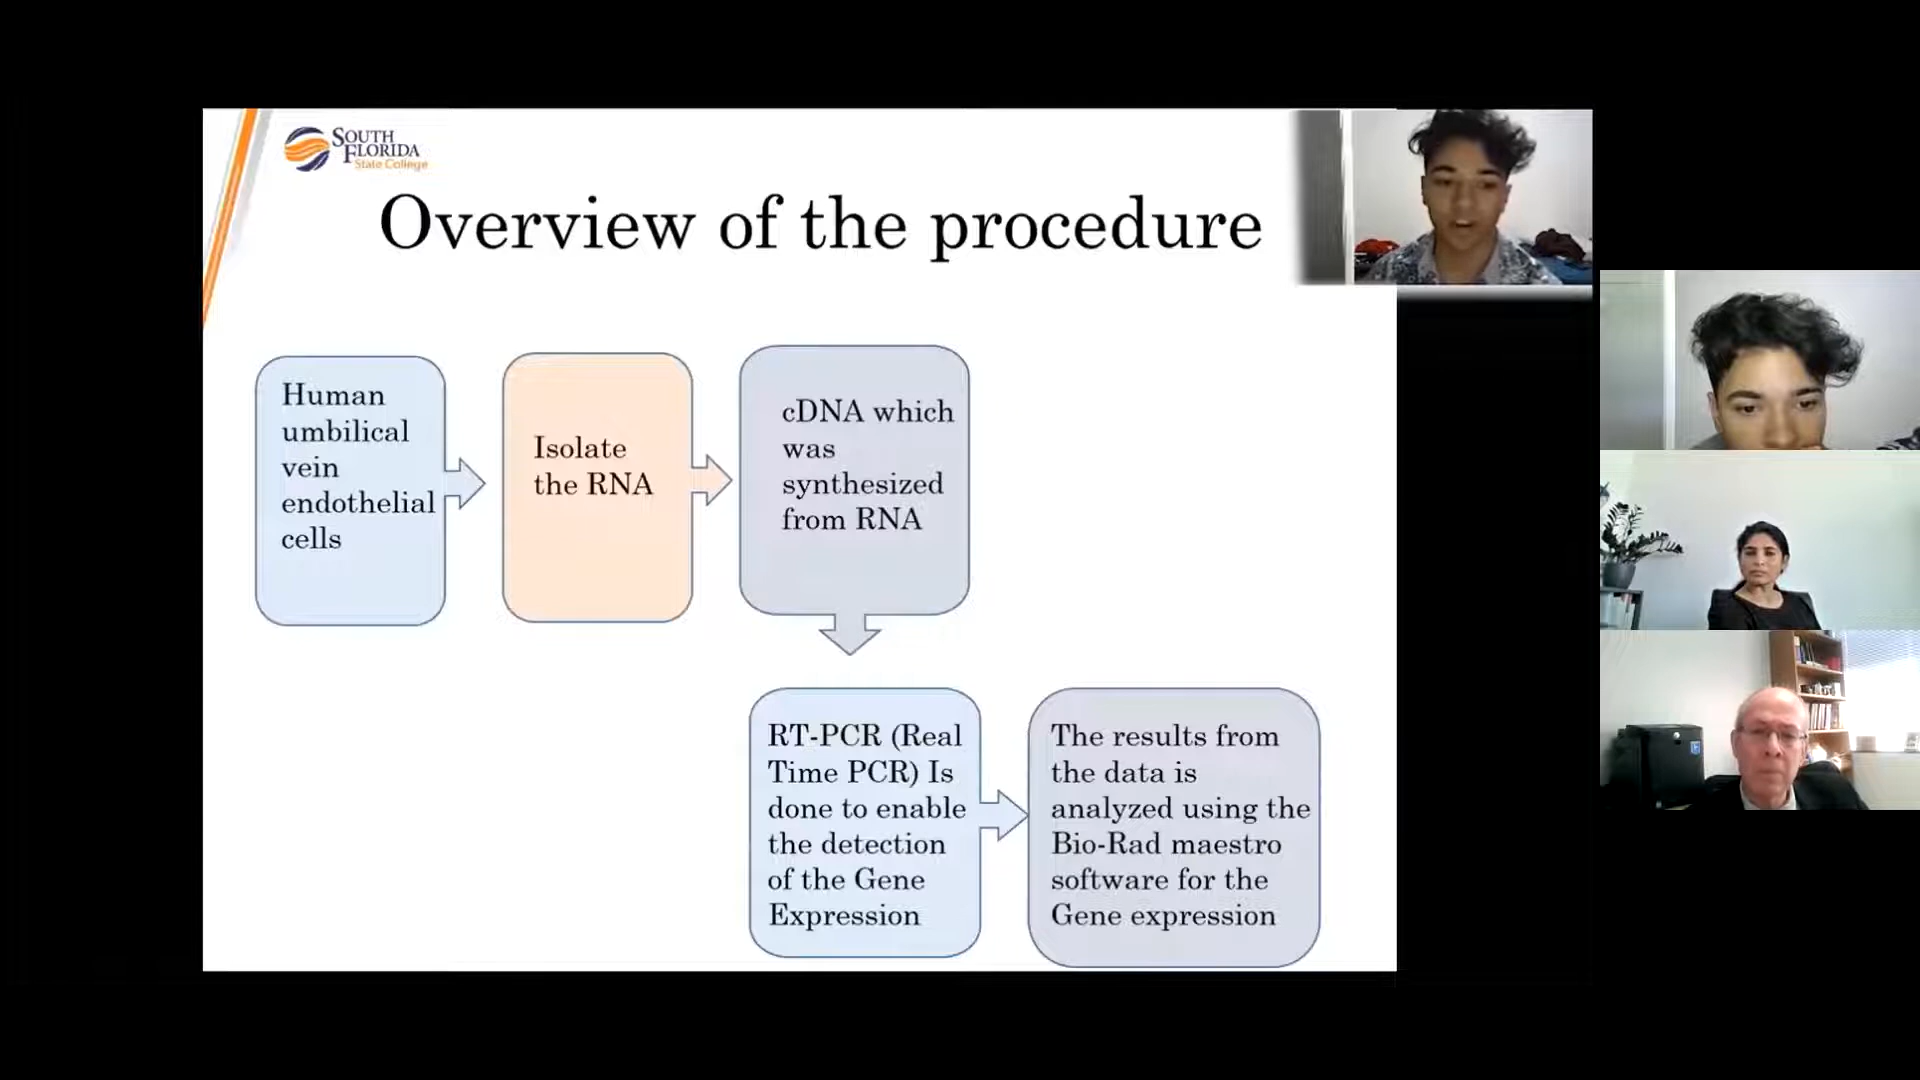 SOUTH
FLORIDA
State College
Overview of the procedure
Human
umbilical
vein
endothelial
cells
Isolate
the RNA
cDNA which
was
synthesized
from RNA
RT-PCR (Real
Time PCR) Is
done to enable
the detection
of the Gene
Expression
The results from
the data is
analyzed using the
Bio-Rad maestro
software for the
Gene expression